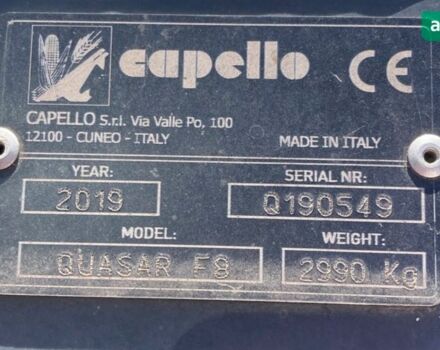 a
capello CE
CAPELLO S.r.l. Via Valle Po, 100
12100 - CUNEO - ITALY
MADE IN ITALY
YEAR: SERIAL NR:
2019 Q190549
MODEL: WEIGHT:
QUASAR F8 2990 Kg